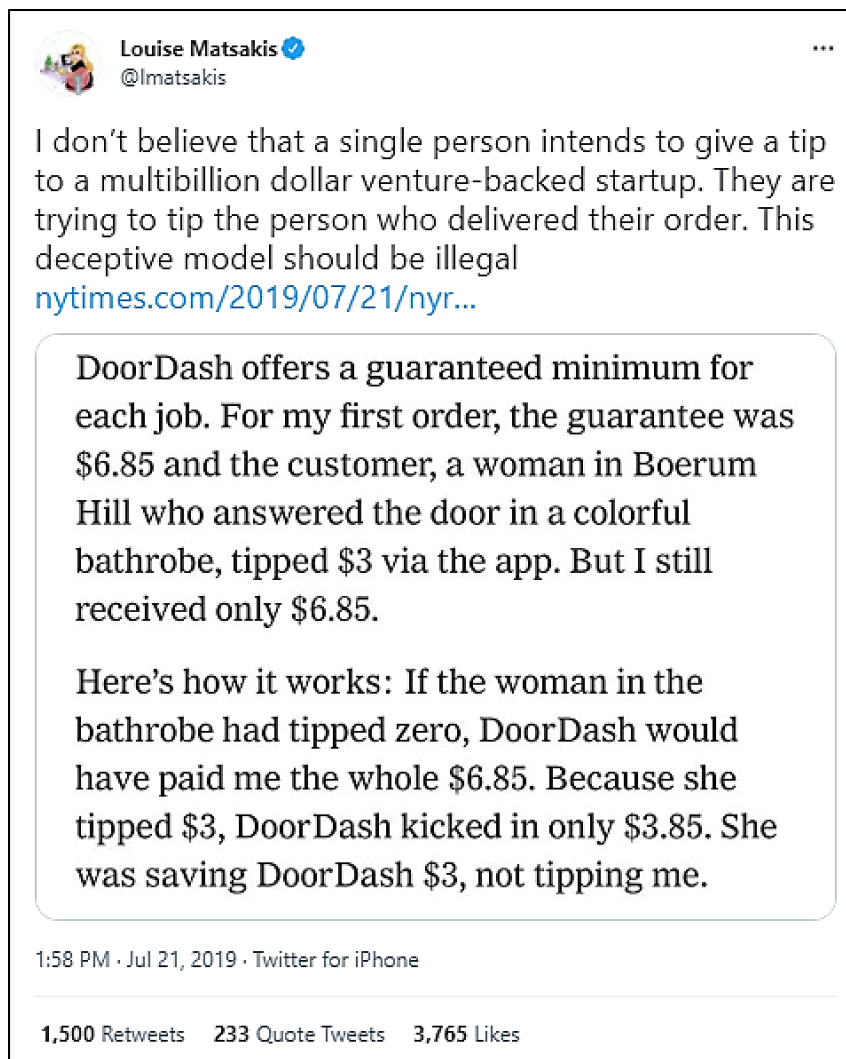 Louise Matsakis
@lmatsakis
I don't believe that a single person intends to give a tip
to a multibillion dollar venture-backed startup. They are
trying to tip the person who delivered their order. This
deceptive model should be illegal
nytimes.com/2019/07/21/nyr...
DoorDash offers a guaranteed minimum for
each job. For my first order, the guarantee was
$6.85 and the customer, a woman in Boerum
Hill who answered the door in a colorful
bathrobe, tipped $3 via the app. But I still
received only $6.85.
Here's how it works: If the woman in the
bathrobe had tipped zero, DoorDash would
have paid me the whole $6.85. Because she
tipped $3, DoorDash kicked in only $3.85. She
was saving DoorDash $3, not tipping me.
1:58 PM · Jul 21, 2019 · Twitter for iPhone
1,500 Retweets 233 Quote Tweets 3,765 Likes